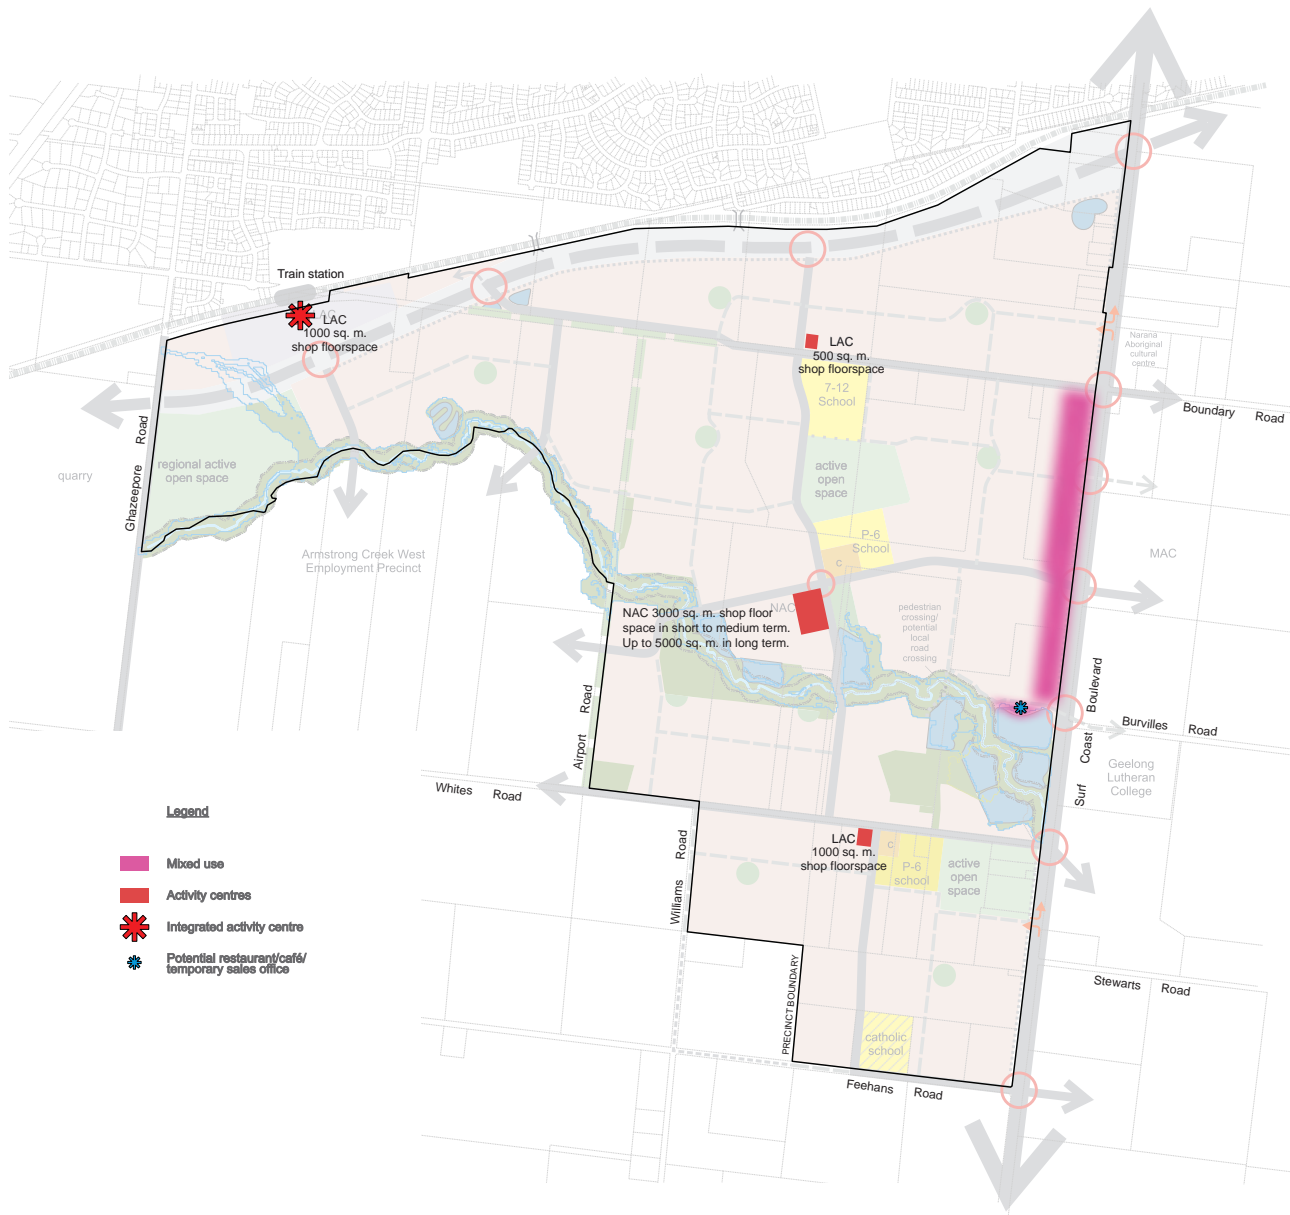 Train station
LAC
LAC
1000 sq. m.
shop floorspace
LAC
500 sq. m.
shop floorspace
7-12
School
Narana
Aboriginal
cultural
centre
Boundary Road
Ghazeepore Road
quarry
regional active
open space
active
open
space
P-6
School
c
MAC
Armstrong Creek West
Employment Precinct
NAC
NAC 3000 sq. m. shop floor
space in short to medium term.
Up to 5000 sq. m. in long term.
pedestrian
crossing/
potential
local
road
crossing
Surf Coast Boulevard
Burvilles Road
Airport Road
Geelong
Lutheran
College
Whites Road
Legend
Mixed use
Activity centres
Integrated activity centre
Potential restaurant/café/
temporary sales office
Williams Road
LAC
1000 sq. m.
shop floorspace
c
P-6
school
active
open
space
PRECINCT BOUNDARY
Stewarts Road
catholic
school
Feehans Road